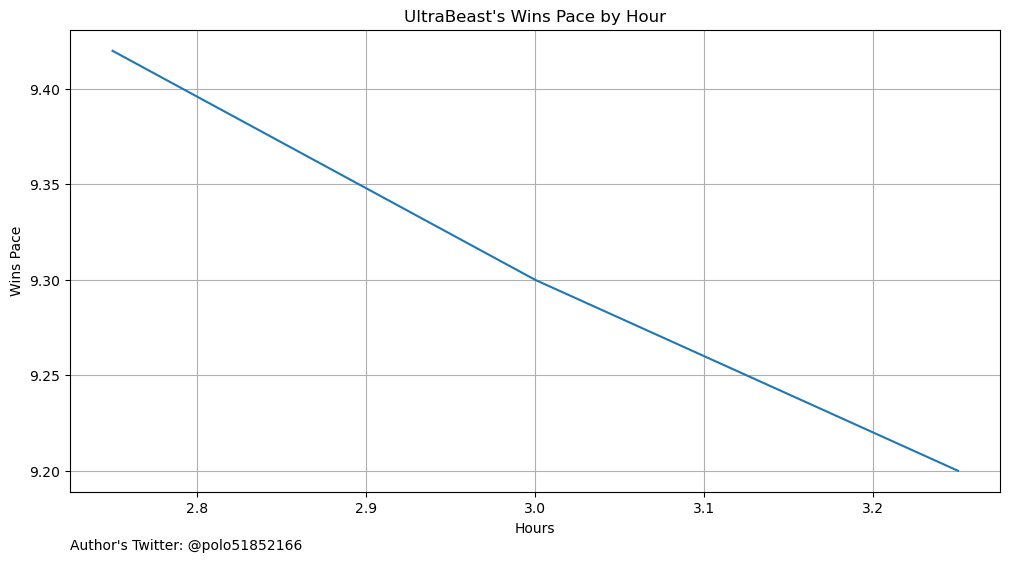 UltraBeast's Wins Pace by Hour
Wins Pace
9.40
9.35
9.30
9.25
9.20
2.8 2.9 3.0 3.1 3.2
Hours
Author's Twitter: @polo51852166